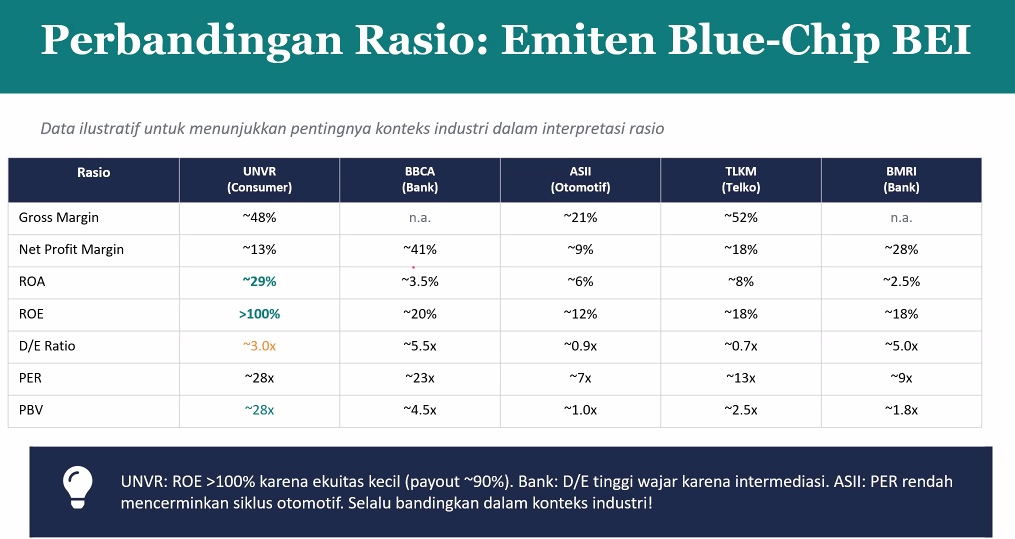 Perbandingan Rasio: Emiten Blue-Chip BEI
Data ilustratif untuk menunjukkan pentingnya konteks industri dalam interpretasi rasio
Rasio UNVR (Consumer) BBCA (Bank) ASII (Otomotif) TLKM (Telko) BMRI (Bank)
Gross Margin ~48% n.a. ~21% ~52% n.a.
Net Profit Margin ~13% ~41% ~9% ~18% ~28%
ROA ~29% ~3.5% ~6% ~8% ~2.5%
ROE >100% ~20% ~12% ~18% ~18%
D/E Ratio ~3.0x ~5.5x ~0.9x ~0.7x ~5.0x
PER ~28x ~23x ~7x ~13x ~9x
PBV ~28x ~4.5x ~1.0x ~2.5x ~1.8x
UNVR: ROE >100% karena ekuitas kecil (payout ~90%). Bank: D/E tinggi wajar karena intermediasi. ASII: PER rendah
mencerminkan siklus otomotif. Selalu bandingkan dalam konteks industri!